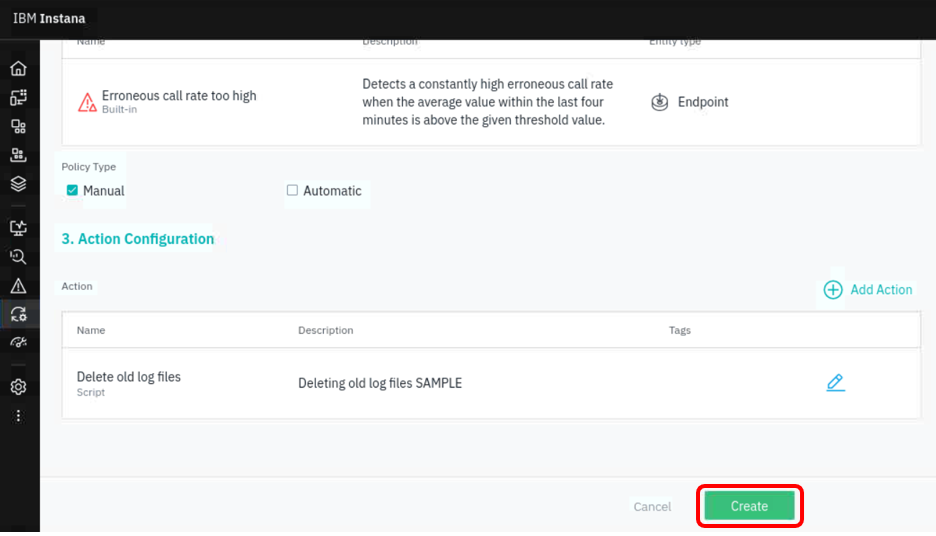 IBM Instana
Name Description Entity type
Erroneous call rate too high
Built-in
Detects a constantly high erroneous call rate
when the average value within the last four
minutes is above the given threshold value.
Endpoint
Policy Type
Manual Automatic
3. Action Configuration
Action
Add Action
Name Description Tags
Delete old log files
Script
Deleting old log files SAMPLE
Cancel Create